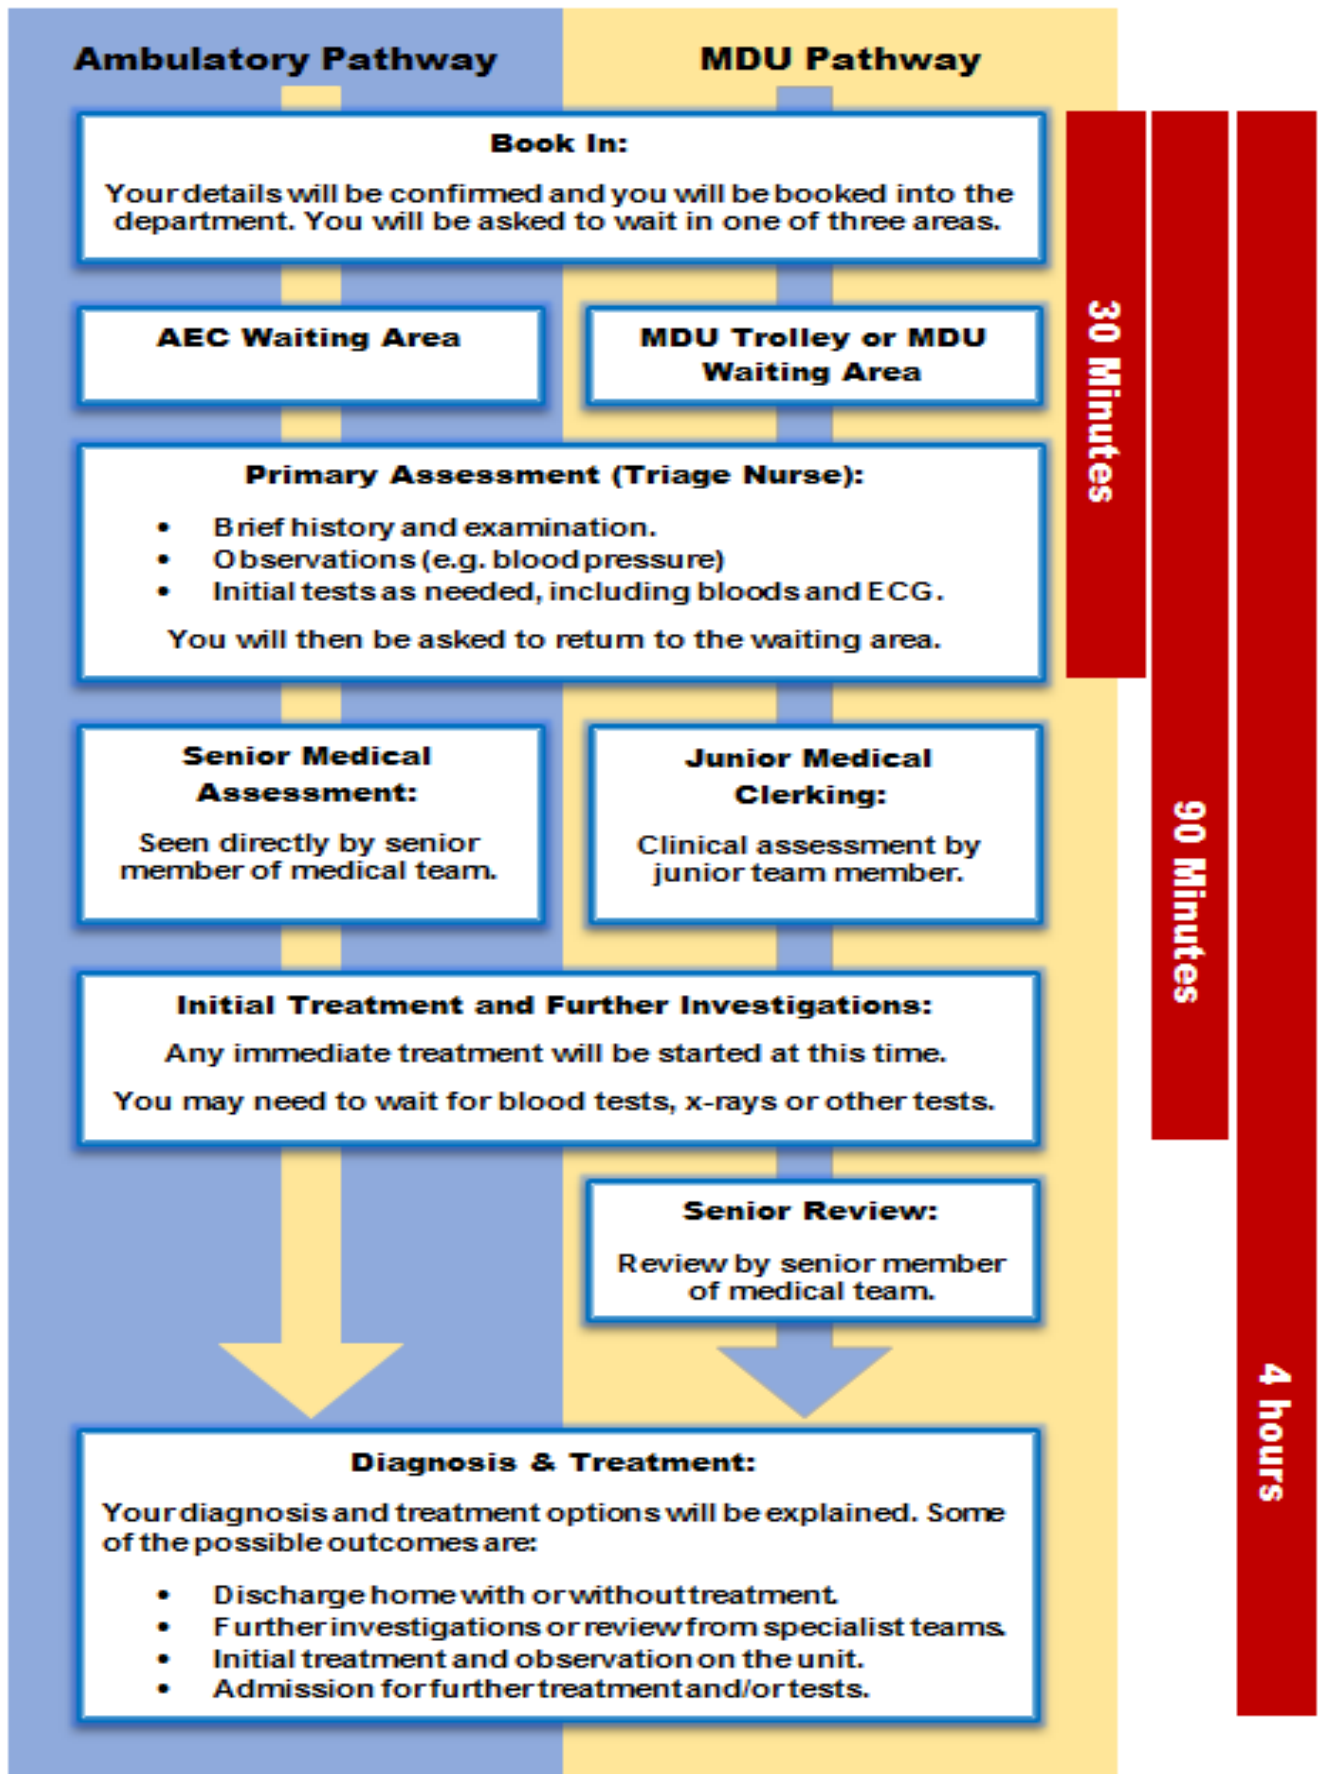 Ambulatory Pathway
MDU Pathway
Book In:
Your details will be confirmed and you will be booked into the
department. You will be asked to wait in one of three areas.
AEC Waiting Area
MDU Trolley or MDU
Waiting Area
Primary Assessment (Triage Nurse):
• Brief history and examination.
• Observations (e.g. blood pressure)
• Initial tests as needed, including bloods and ECG.
You will then be asked to return to the waiting area.
30 Minutes
Senior Medical
Assessment:
Seen directly by senior
member of medical team.
Junior Medical
Clerking:
Clinical assessment by
junior team member.
Initial Treatment and Further Investigations:
Any immediate treatment will be started at this time.
You may need to wait for blood tests, x-rays or other tests.
90 Minutes
Senior Review:
Review by senior member
of medical team.
Diagnosis & Treatment:
Your diagnosis and treatment options will be explained. Some
of the possible outcomes are:
• Discharge home with or without treatment.
• Further investigations or review from specialist teams.
• Initial treatment and observation on the unit.
• Admission for further treatment and/or tests.
4 hours